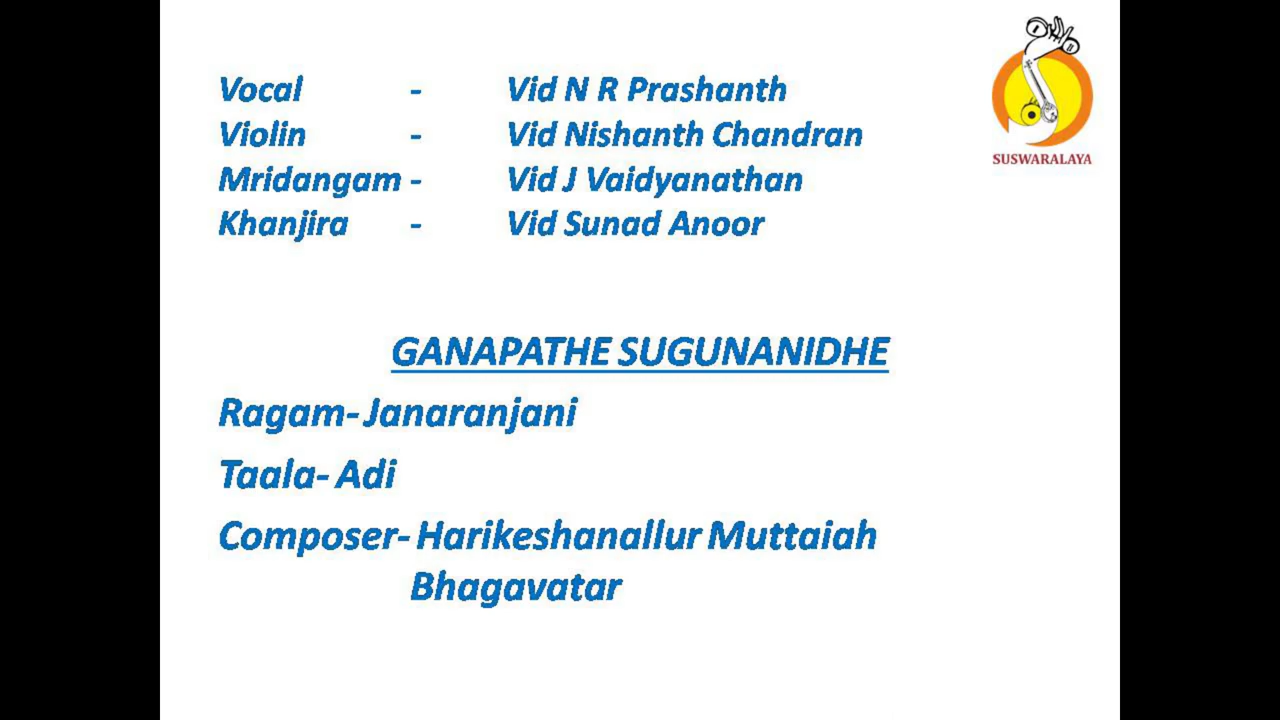 Vocal - Vid N R Prashanth
Violin - Vid Nishanth Chandran
Mridangam - Vid J Vaidyanathan
Khanjira - Vid Sunad Anoor
SUSWARALAYA
GANAPATHE SUGUNANIDHE
Ragam- Janaranjani
Taala- Adi
Composer- Harikeshanallur Muttaiah
Bhagavatar